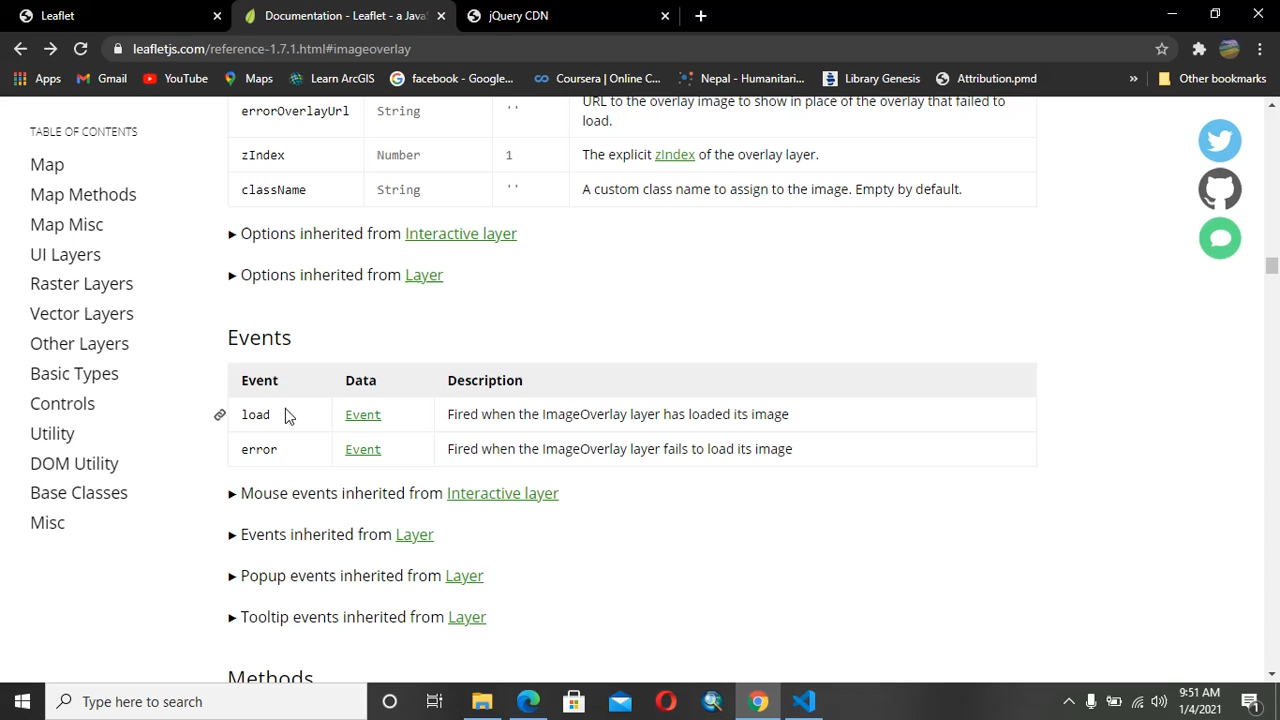 Leaflet
Documentation - Leaflet - a Java
jQuery CDN
leafletjs.com/reference-1.7.1.html#imageoverlay
Apps Gmail YouTube Maps Learn ArcGIS facebook - Google... Coursera | Online C... Nepal - Humanitari... Library Genesis Attribution.pmd » Other bookmarks
TABLE OF CONTENTS
Map
Map Methods
Map Misc
UI Layers
Raster Layers
Vector Layers
Other Layers
Basic Types
Controls
Utility
DOM Utility
Base Classes
Misc
errorOverlayUrl String '' URL to the overlay image to show in place of the overlay that failed to
load.
zIndex Number 1 The explicit zIndex of the overlay layer.
className String '' A custom class name to assign to the image. Empty by default.
► Options inherited from Interactive layer
► Options inherited from Layer
Events
Event Data Description
load Event Fired when the ImageOverlay layer has loaded its image
error Event Fired when the ImageOverlay layer fails to load its image
► Mouse events inherited from Interactive layer
► Events inherited from Layer
► Popup events inherited from Layer
► Tooltip events inherited from Layer
Methods
Type here to search
9:51 AM
1/4/2021
1